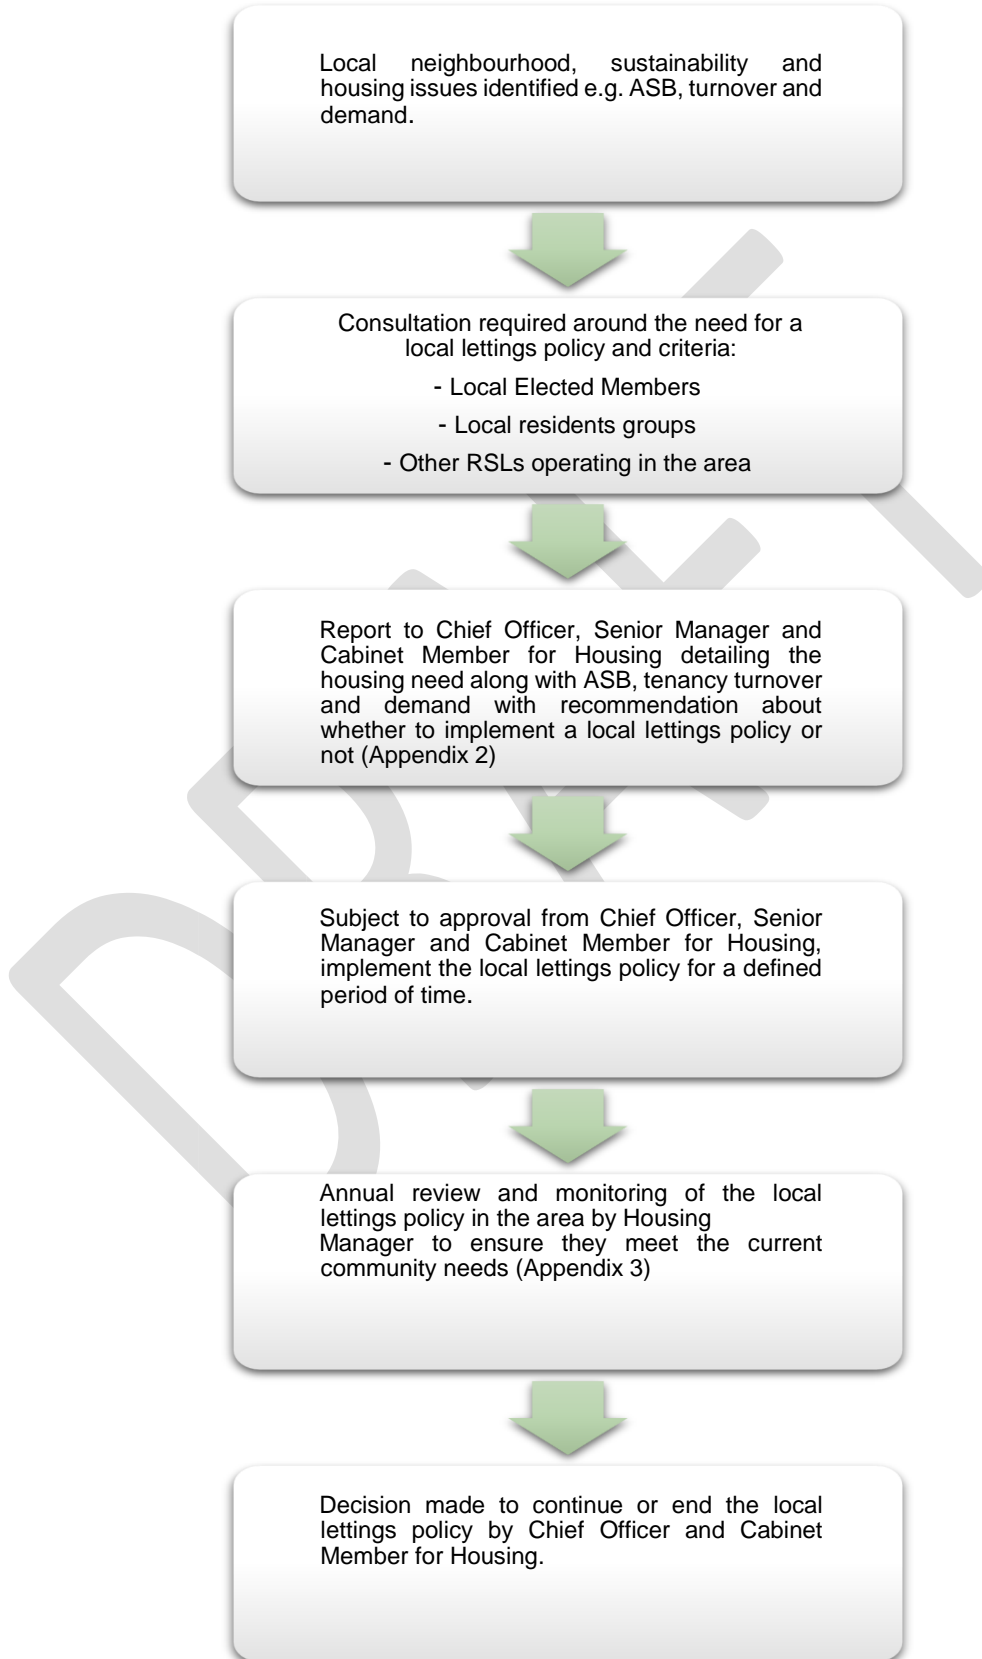 Local neighbourhood, sustainability and
housing issues identified e.g. ASB, turnover and
demand.
Consultation required around the need for a
local lettings policy and criteria:
- Local Elected Members
- Local residents groups
- Other RSLs operating in the area
Report to Chief Officer, Senior Manager and
Cabinet Member for Housing detailing the
housing need along with ASB, tenancy turnover
and demand with recommendation about
whether to implement a local lettings policy or
not (Appendix 2)
Subject to approval from Chief Officer, Senior
Manager and Cabinet Member for Housing,
implement the local lettings policy for a defined
period of time.
Annual review and monitoring of the local
lettings policy in the area by Housing
Manager to ensure they meet the current
community needs (Appendix 3)
Decision made to continue or end the local
lettings policy by Chief Officer and Cabinet
Member for Housing.
DRAFT